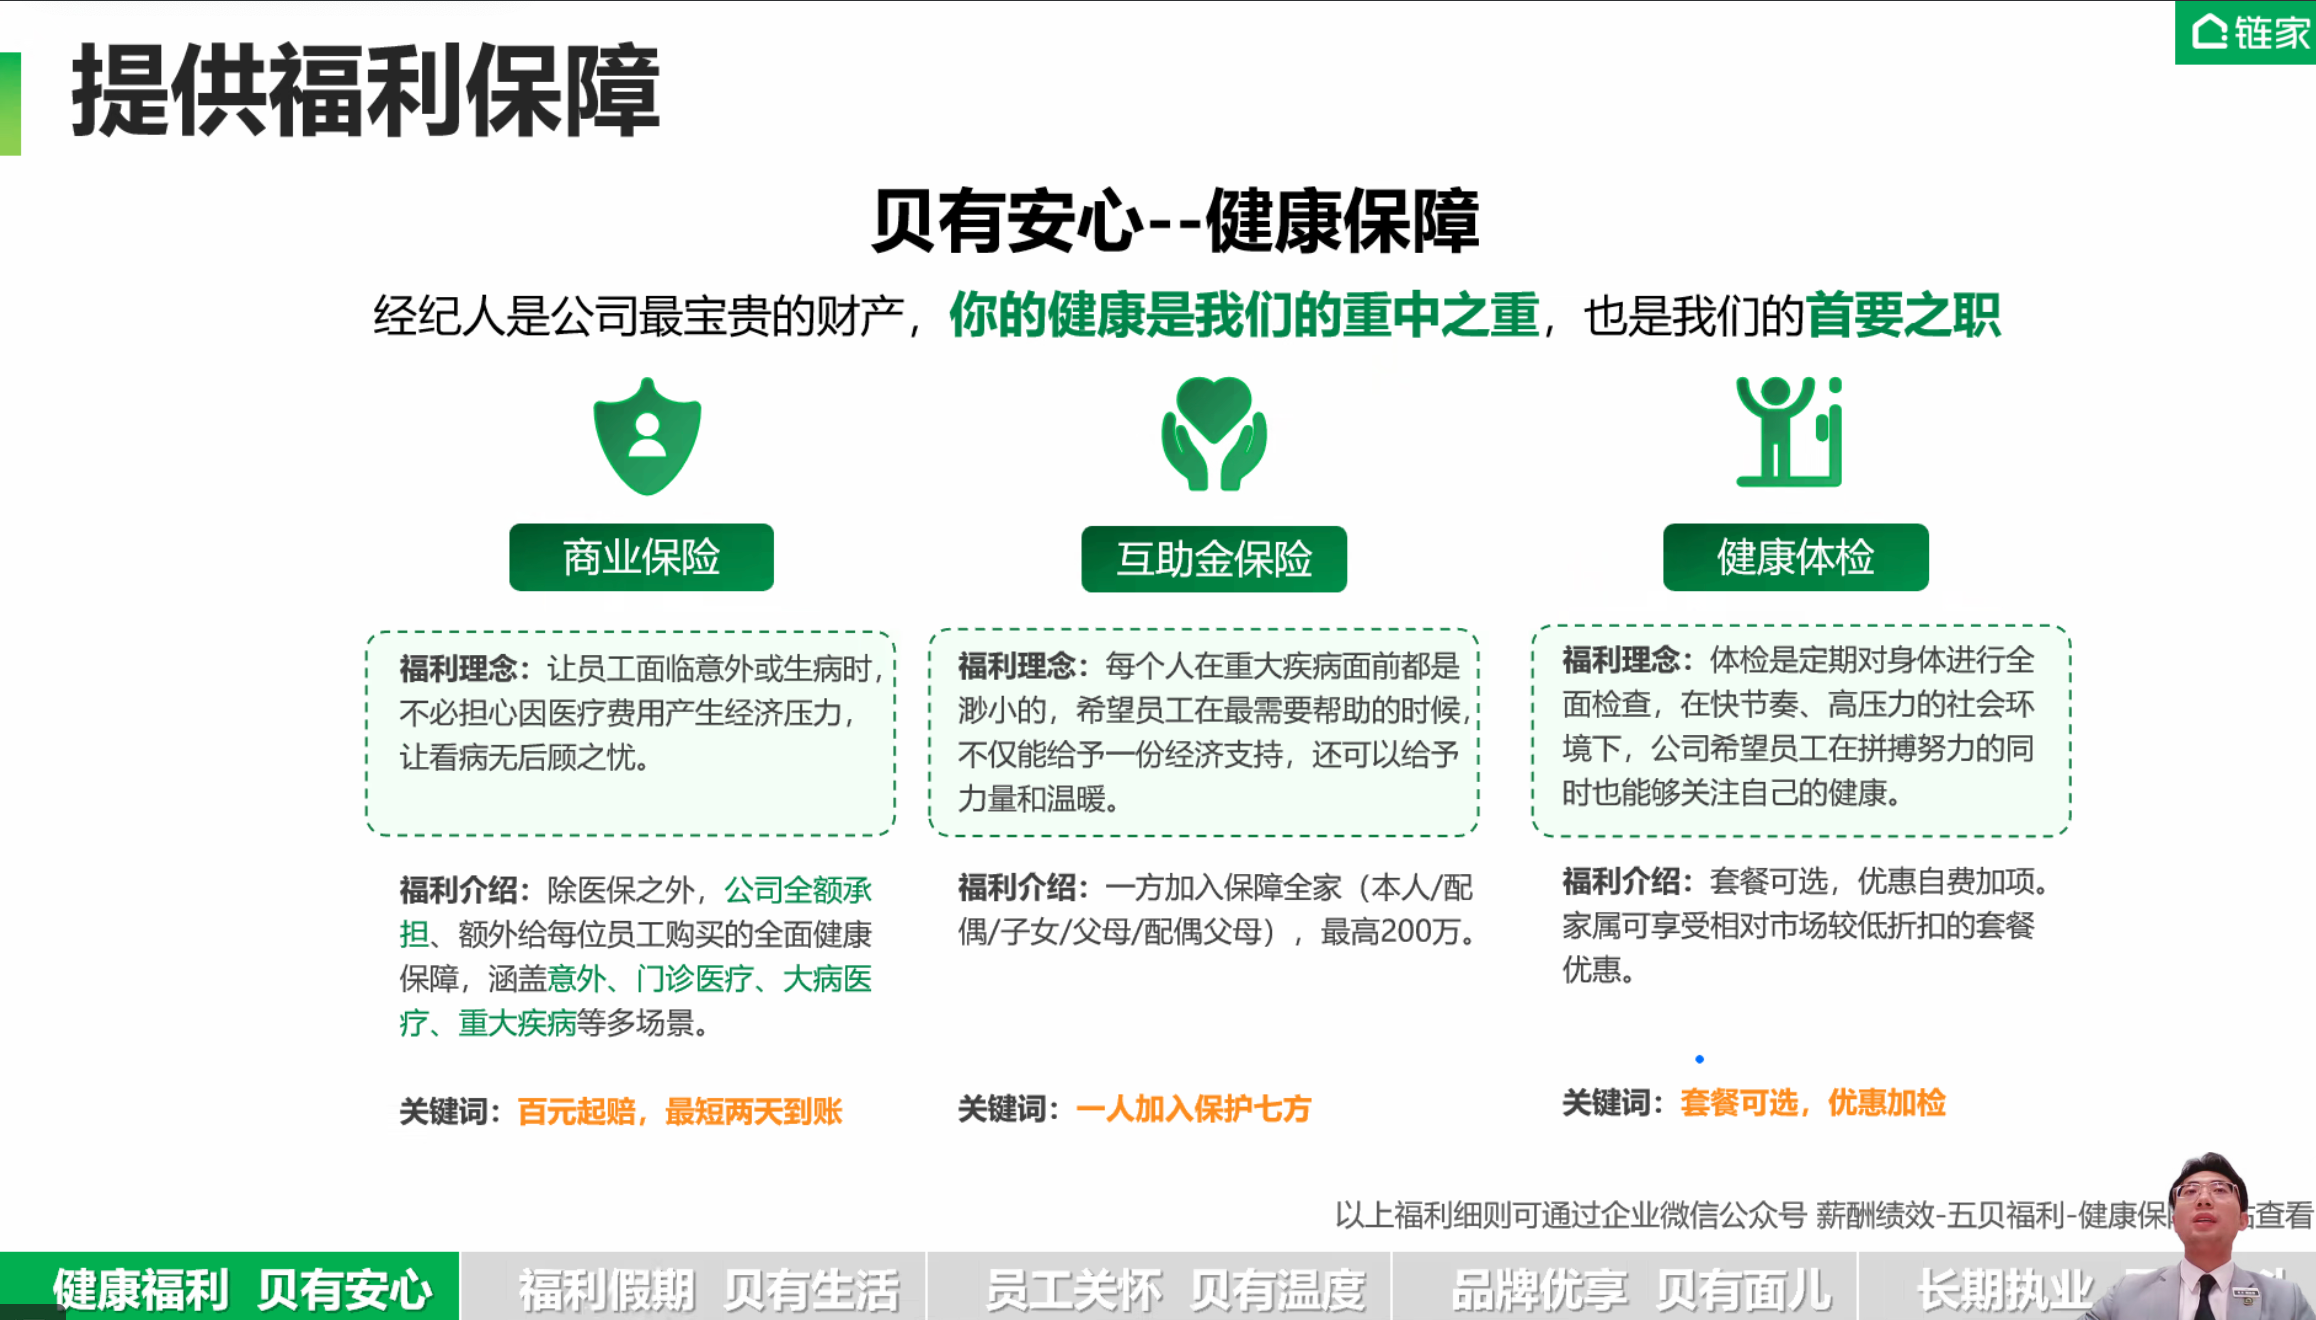 提供福利保障
链家
贝有安心--健康保障
经纪人是公司最宝贵的财产，你的健康是我们的重中之重，也是我们的首要之职
商业保险
福利理念：让员工面临意外或生病时，
不必担心因医疗费用产生经济压力，
让看病无后顾之忧。
福利介绍：除医保之外，公司全额承
担、额外给每位员工购买的全面健康
保障，涵盖意外、门诊医疗、大病医
疗、重大疾病等多场景。
关键词：百元起赔，最短两天到账
互助金保险
福利理念：每个人在重大疾病面前都是
渺小的，希望员工在最需要帮助的时候，
不仅能给予一份经济支持，还可以给予
力量和温暖。
福利介绍：一方加入保障全家（本人/配
偶/子女/父母/配偶父母），最高200万。
关键词：一人加入保护七方
健康体检
福利理念：体检是定期对身体进行全
面检查，在快节奏、高压力的社会环
境下，公司希望员工在拼搏努力的同
时也能够关注自己的健康。
福利介绍：套餐可选，优惠自费加项。
家属可享受相对市场较低折扣的套餐
优惠。
关键词：套餐可选，优惠加检
以上福利细则可通过企业微信公众号 薪酬绩效-五贝福利-健康保 查看
健康福利 贝有安心
福利假期 贝有生活
员工关怀 贝有温度
品牌优享 贝有面儿
长期执业